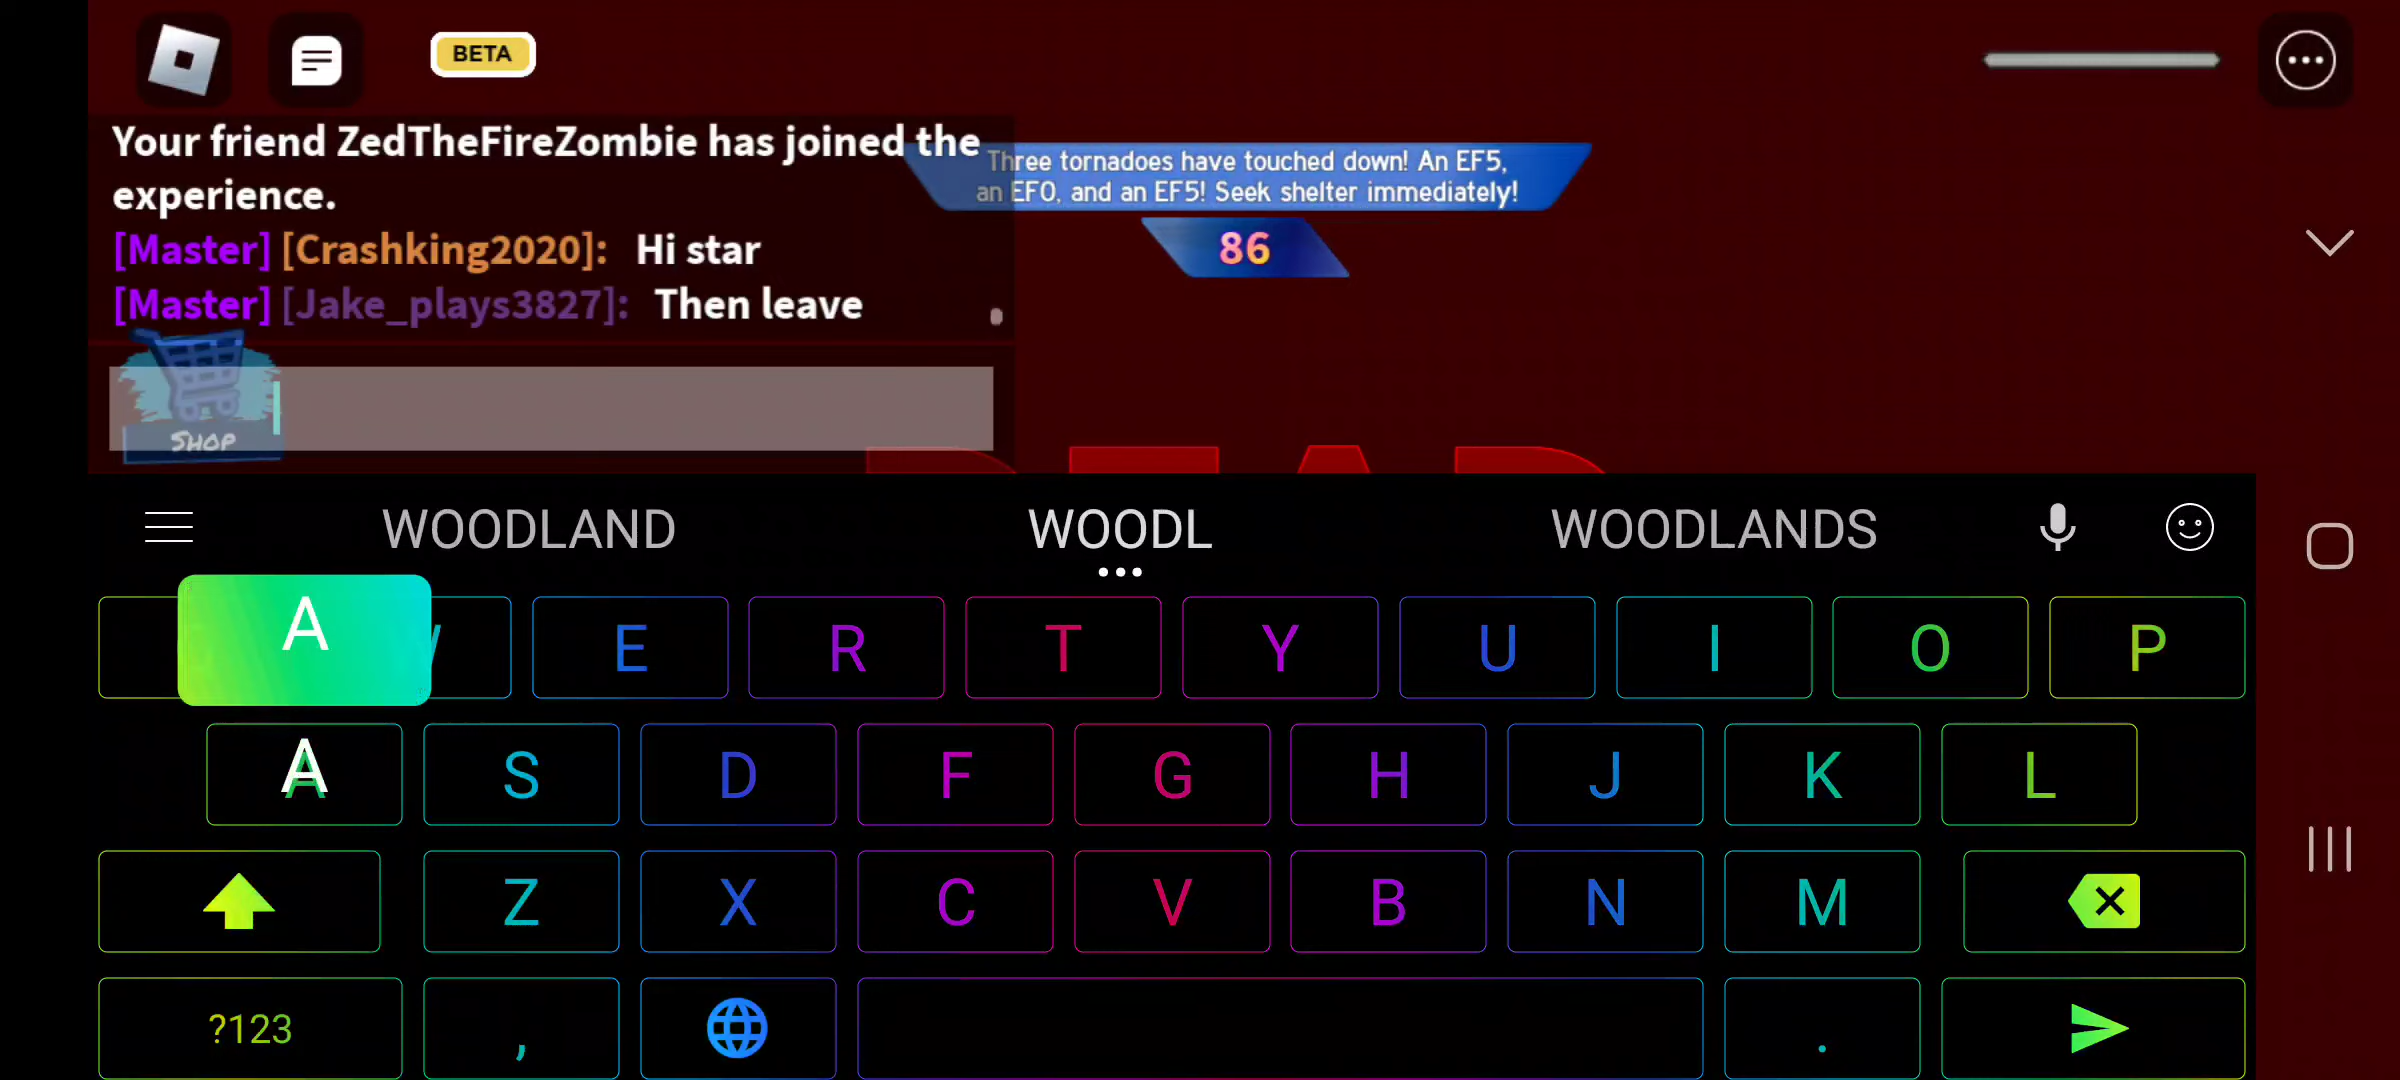 BETA
Your friend ZedTheFireZombie has joined the
experience.
[Master] [Crashking2020]: Hi star
[Master] [Jake_plays3827]: Then leave
Three tornadoes have touched down! An EF5,
an EF0, and an EF5! Seek shelter immediately!
86
SHOP
DEAD
WOODLAND WOODL WOODLANDS
A
E R T Y U I O P
A S D F G H J K L
Z X C V B N M
?123 , .